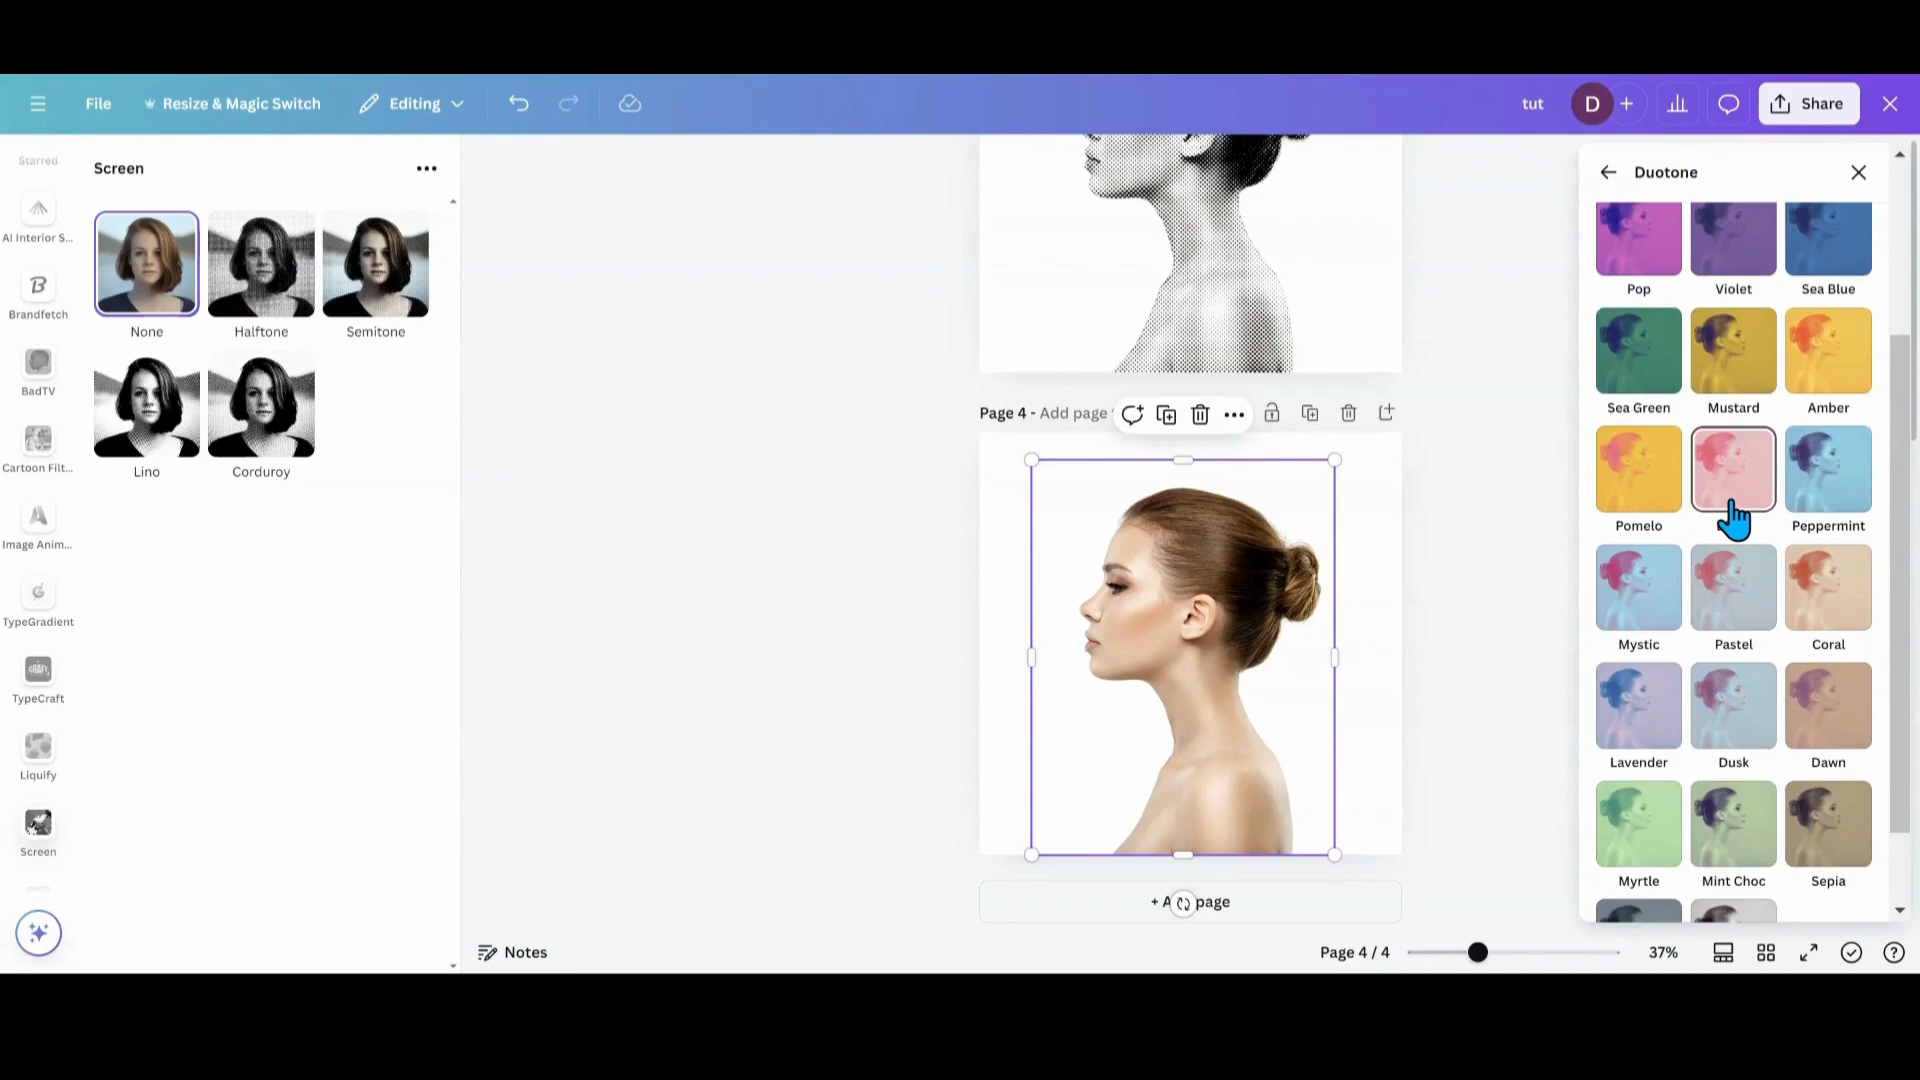 File
Resize & Magic Switch
Editing
tut
D
Share
Starred
AI Interior S...
Brandfetch
BadTV
Cartoon Filt...
Image Anim...
TypeGradient
TypeCraft
Liquify
Screen
Screen
None
Halftone
Semitone
Lino
Corduroy
Page 4 - Add page
+ A page
Notes
Page 4 / 4
37%
Duotone
Pop
Violet
Sea Blue
Sea Green
Mustard
Amber
Pomelo
Peppermint
Mystic
Pastel
Coral
Lavender
Dusk
Dawn
Myrtle
Mint Choc
Sepia